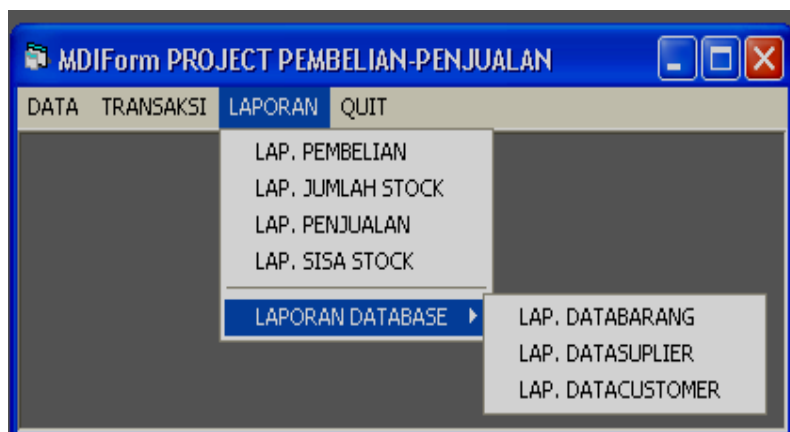 MDIForm PROJECT PEMBELIAN-PENJUALAN
DATA TRANSAKSI LAPORAN QUIT
LAP. PEMBELIAN
LAP. JUMLAH STOCK
LAP. PENJUALAN
LAP. SISA STOCK
LAPORAN DATABASE
LAP. DATABARANG
LAP. DATASUPLIER
LAP. DATACUSTOMER